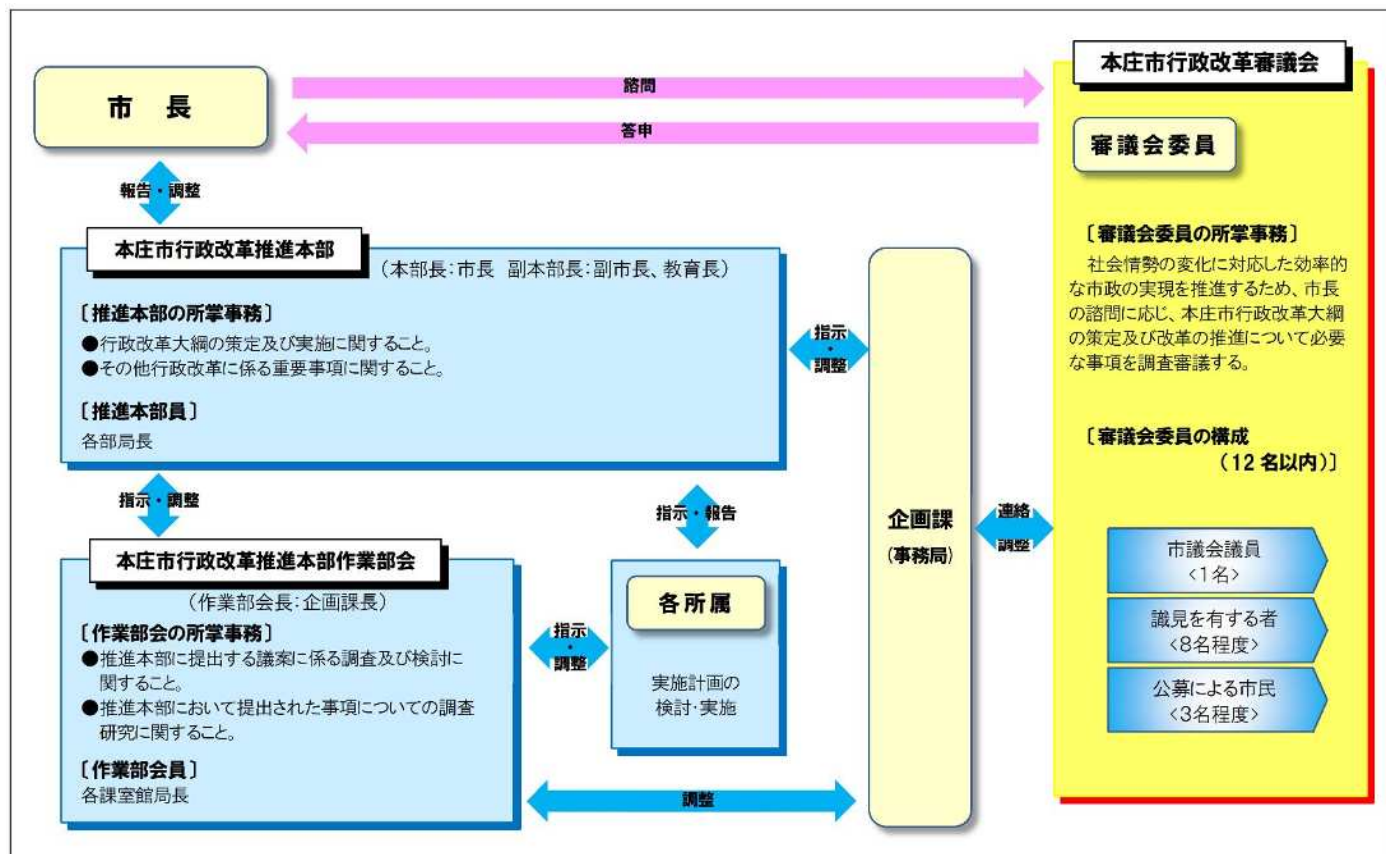 市　長
諮問
答申
本庄市行政改革審議会
審議会委員
〔審議会委員の所掌事務〕
　社会情勢の変化に対応した効率的
な市政の実現を推進するため、市長
の諮問に応じ、本庄市行政改革大綱
の策定及び改革の推進について必要
な事項を調査審議する。
〔審議会委員の構成
（12名以内）〕
市議会議員
<1名>
識見を有する者
<8名程度>
公募による市民
<3名程度>
報告・調整
本庄市行政改革推進本部
（本部長：市長　副本部長：副市長、教育長）
〔推進本部の所掌事務〕
●行政改革大綱の策定及び実施に関すること。
●その他行政改革に係る重要事項に関すること。
〔推進本部員〕
各部局長
指示
・
調整
企画課
（事務局）
連絡
調整
指示・調整
指示・報告
本庄市行政改革推進本部作業部会
（作業部会長：企画課長）
〔作業部会の所掌事務〕
●推進本部に提出する議案に係る調査及び検討に
関すること。
●推進本部において提出された事項についての調査
研究に関すること。
〔作業部会員〕
各課室館局長
指示
・
調整
各所属
実施計画の
検討・実施
調整